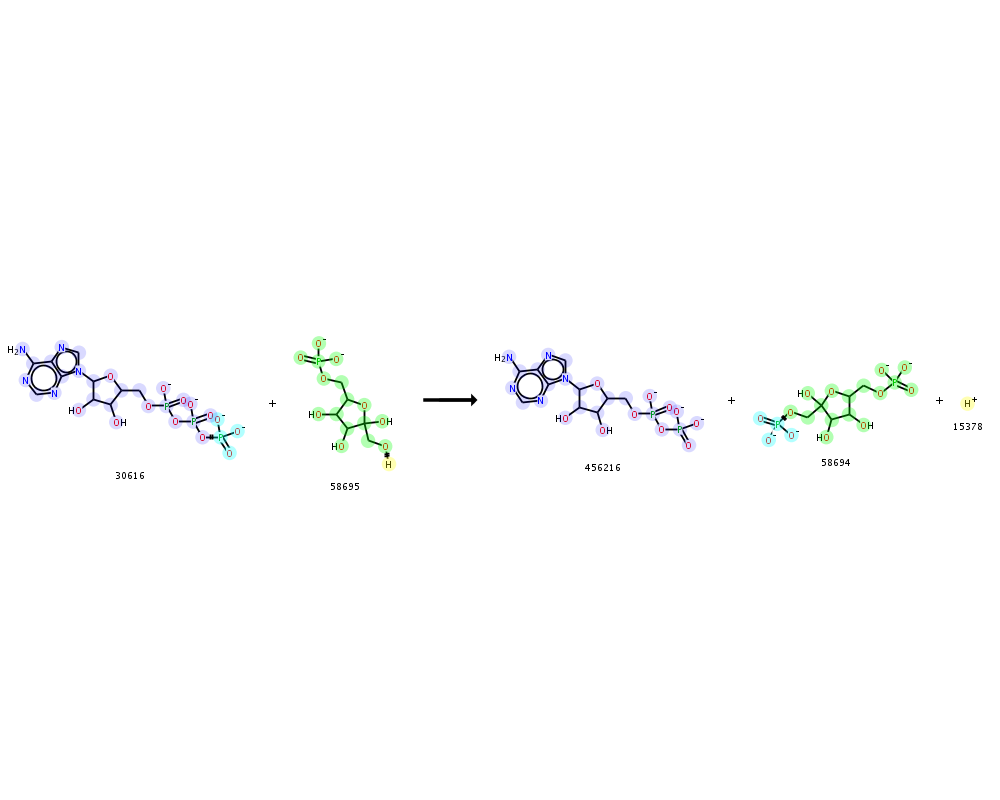 H2N N N N N O HO OH O O⁻ P O O O⁻ P O O O⁻ P O⁻ O
30616
+
O⁻ O P O⁻ O HO O OH HO O H
58695
H2N N N N N O HO OH O O⁻ P O O O⁻ P O⁻ O
456216
+
O P O⁻ O⁻ O HO O HO OH O P O⁻ O⁻ O
58694
+
H⁺
15378